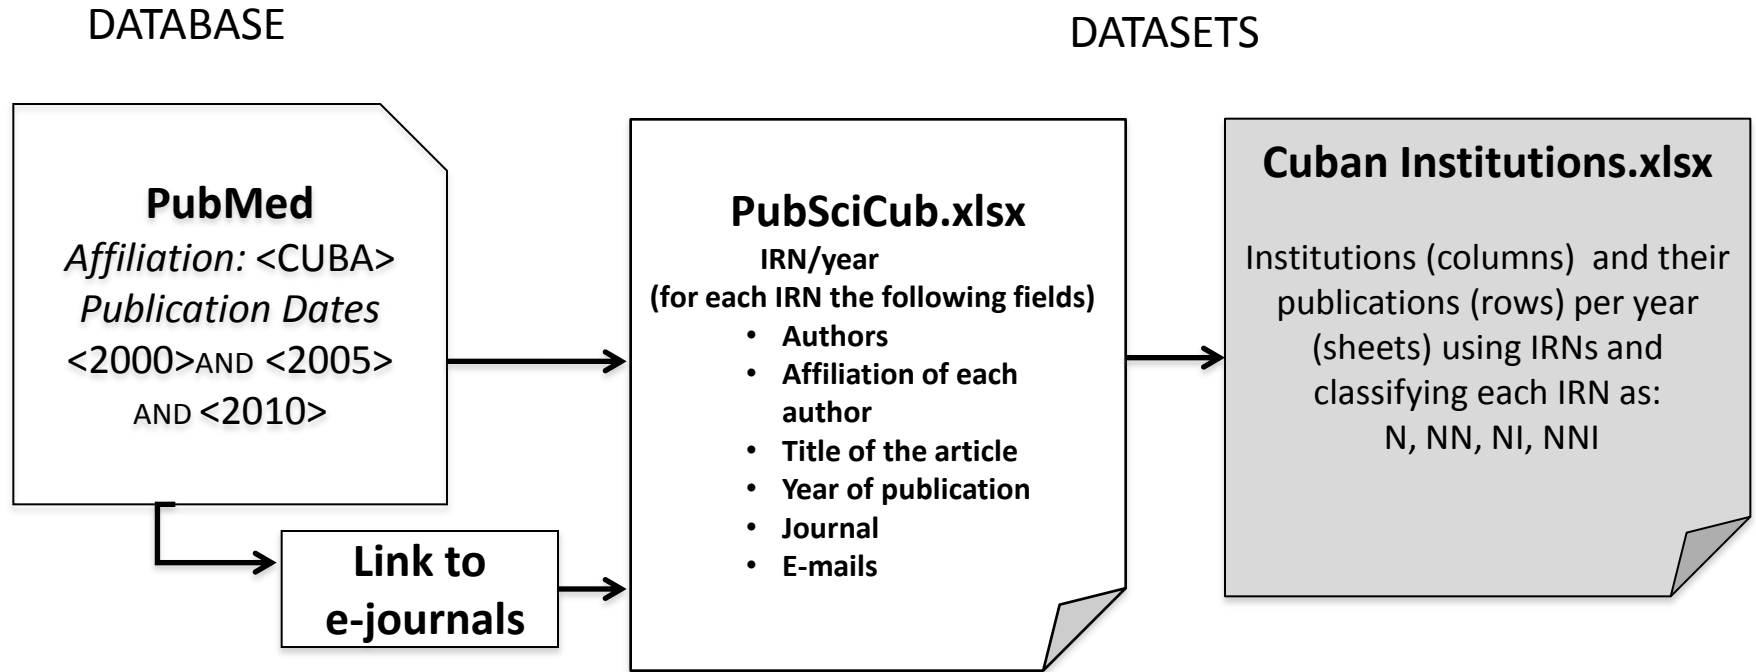 DATABASE
DATASETS
PubMed
Affiliation: <CUBA>
Publication Dates
<2000>AND <2005>
AND <2010>
Link to
e-journals
PubSciCub.xlsx
IRN/year
(for each IRN the following fields)
• Authors
• Affiliation of each
author
• Title of the article
• Year of publication
• Journal
• E-mails
Cuban Institutions.xlsx
Institutions (columns) and their
publications (rows) per year
(sheets) using IRNs and
classifying each IRN as:
N, NN, NI, NNI